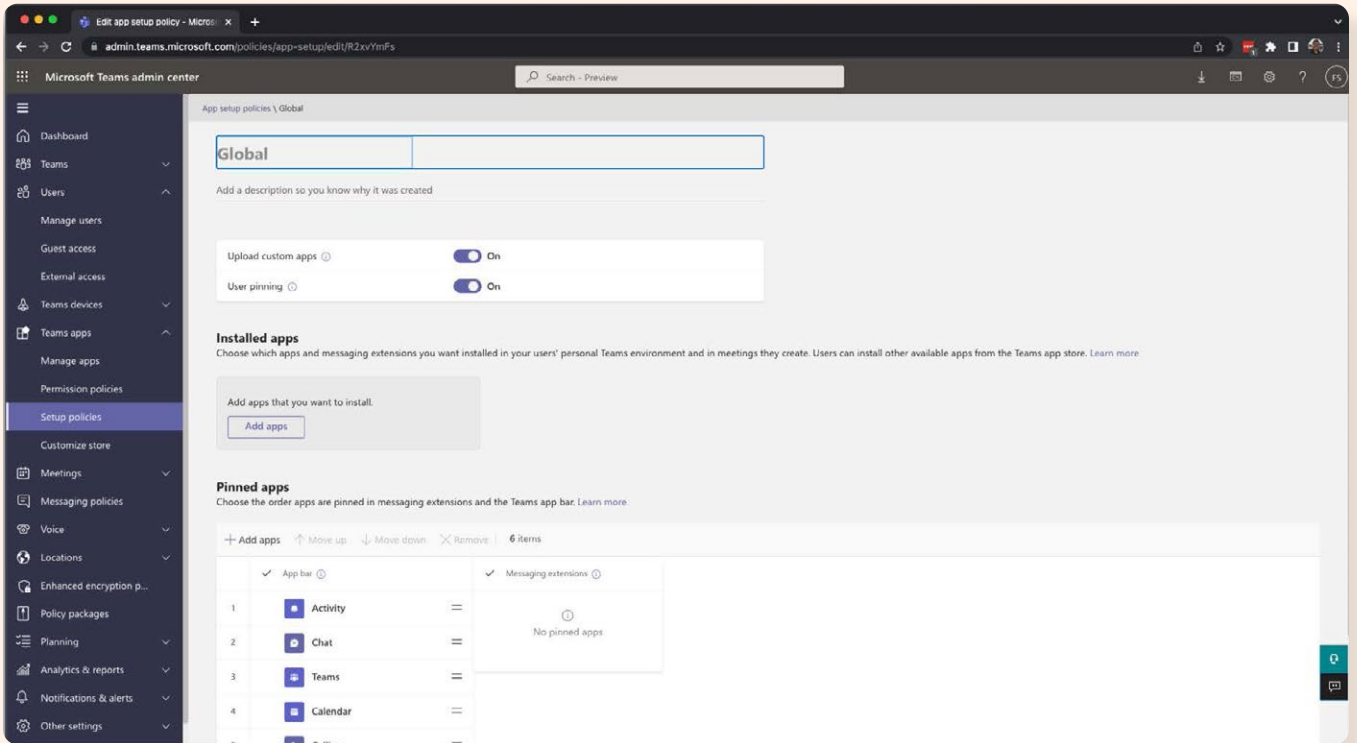 Edit app setup policy - Micros
admin.teams.microsoft.com/policies/app-setup/edit/R2xvYmFs
Microsoft Teams admin center
Search - Preview
?
FS
App setup policies \ Global
Dashboard
Teams
Users
Manage users
Guest access
External access
Teams devices
Teams apps
Manage apps
Permission policies
Setup policies
Customize store
Meetings
Messaging policies
Voice
Locations
Enhanced encryption p...
Policy packages
Planning
Analytics & reports
Notifications & alerts
Other settings
Global
Add a description so you know why it was created
Upload custom apps On
User pinning On
Installed apps
Choose which apps and messaging extensions you want installed in your users' personal Teams environment and in meetings they create. Users can install other available apps from the Teams app store. Learn more
Add apps that you want to install.
Add apps
Pinned apps
Choose the order apps are pinned in messaging extensions and the Teams app bar. Learn more
Add apps Move up Move down Remove 6 items
App bar Messaging extensions
1 Activity
2 Chat
3 Teams
4 Calendar
No pinned apps